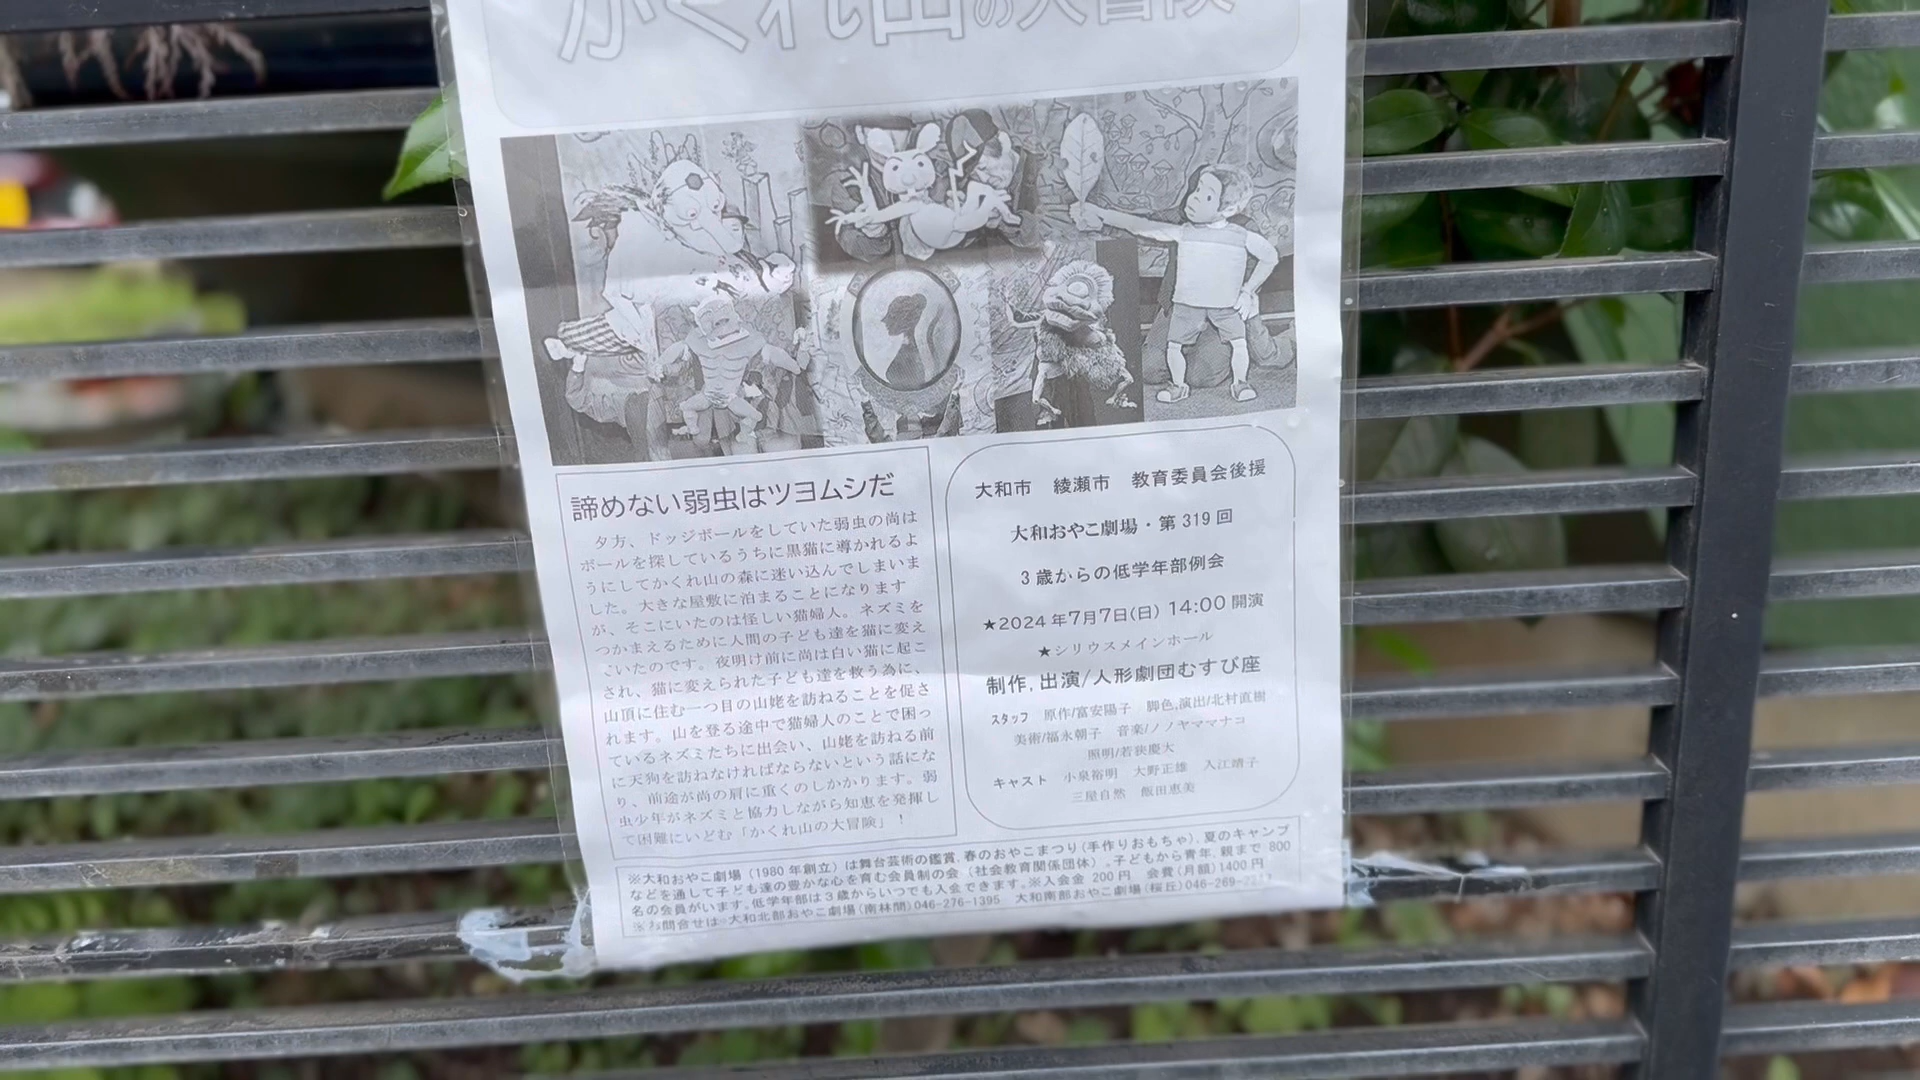 かくれ山の大冒険
諦めない弱虫はツヨムシだ
夕方、ドッジボールをしていた弱虫の尚は
ボールを探しているうちに黒猫に導かれるよ
うにしてかくれ山の森に迷い込んでしまいま
した。大きな屋敷に泊まることになります
が、そこにいたのは怪しい猫婦人。ネズミを
つかまえるために人間の子ども達を猫に変え
ていたのです。夜明け前に尚は白い猫に起こ
され、猫に変えられた子ども達を救う為に、
山頂に住む一つ目の山姥を訪ねることを促さ
れます。山を登る途中で猫婦人のことで困っ
ているネズミたちに出会い、山姥を訪ねる前
に天狗を訪ねなければならないという話にな
り、前途が尚の肩に重くのしかかります。弱
虫少年がネズミと協力しながら知恵を発揮し
て困難にいどむ「かくれ山の大冒険」！
大和市 綾瀬市 教育委員会後援
大和おやこ劇場・第319回
3歳からの低学年部例会
★2024年7月7日(日) 14:00開演
★シリウスメインホール
制作,出演/人形劇団むすび座
スタッフ 原作/富安陽子 脚色,演出/北村直樹
美術/福永朝子 音楽/ノノヤママナコ
照明/若狭慶大
キャスト 小泉裕明 大野正雄 入江靖子
三屋自然 飯田恵美
※大和おやこ劇場（1980年創立）は舞台芸術の鑑賞,春のおやこまつり(手作りおもちゃ),夏のキャンプ
などを通して子ども達の豊かな心を育む会員制の会（社会教育関係団体）。子どもから青年,親まで800
名の会員がいます。低学年部は3歳からいつでも入会できます。※入会金 200円 会費(月額)1400円
※お問合せは=大和北部おやこ劇場(南林間)046-276-1395 大和南部おやこ劇場(桜丘)046-269-